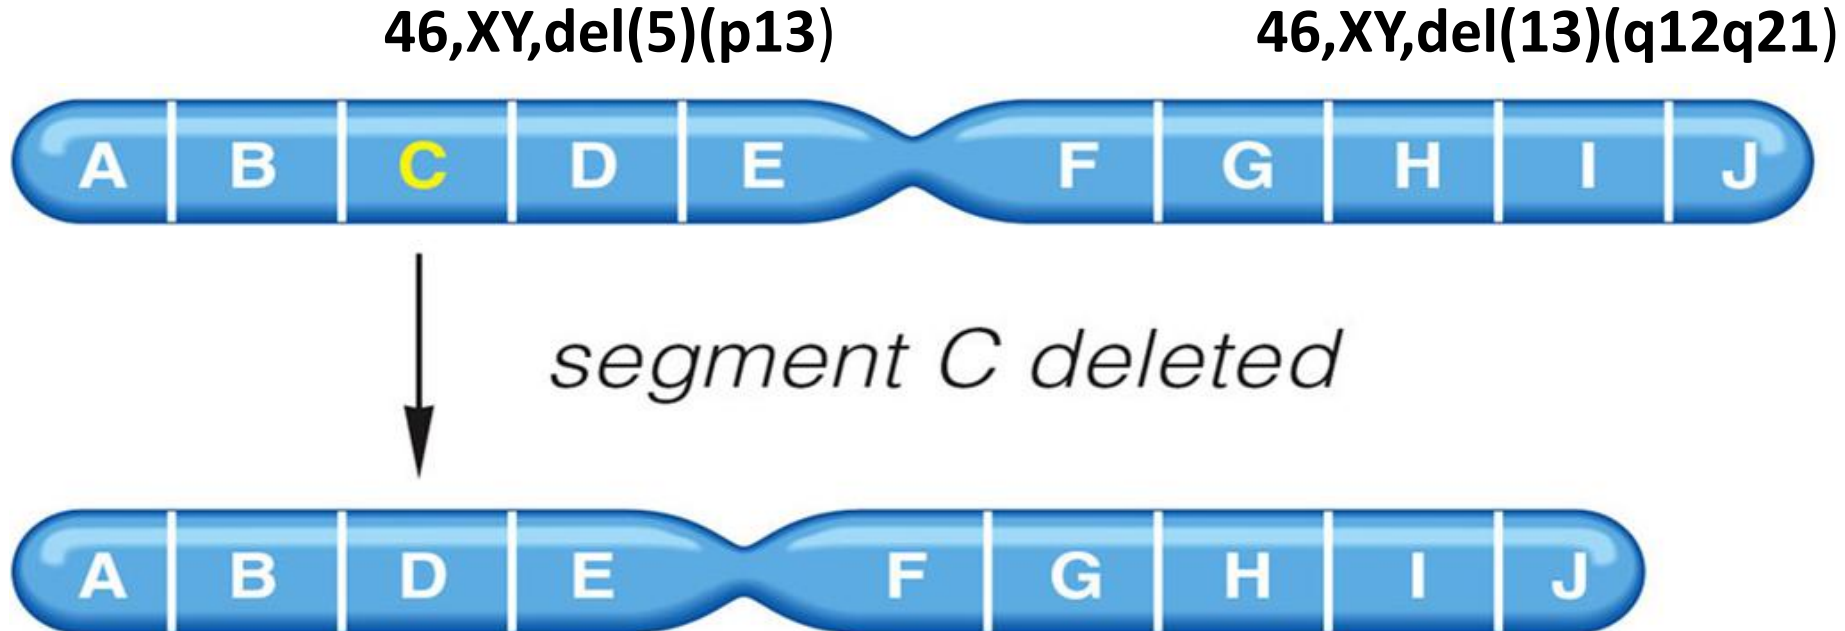 46,XY,del(5)(p13) 46,XY,del(13)(q12q21)
A B C D E F G H I J
segment C deleted
A B D E F G H I J